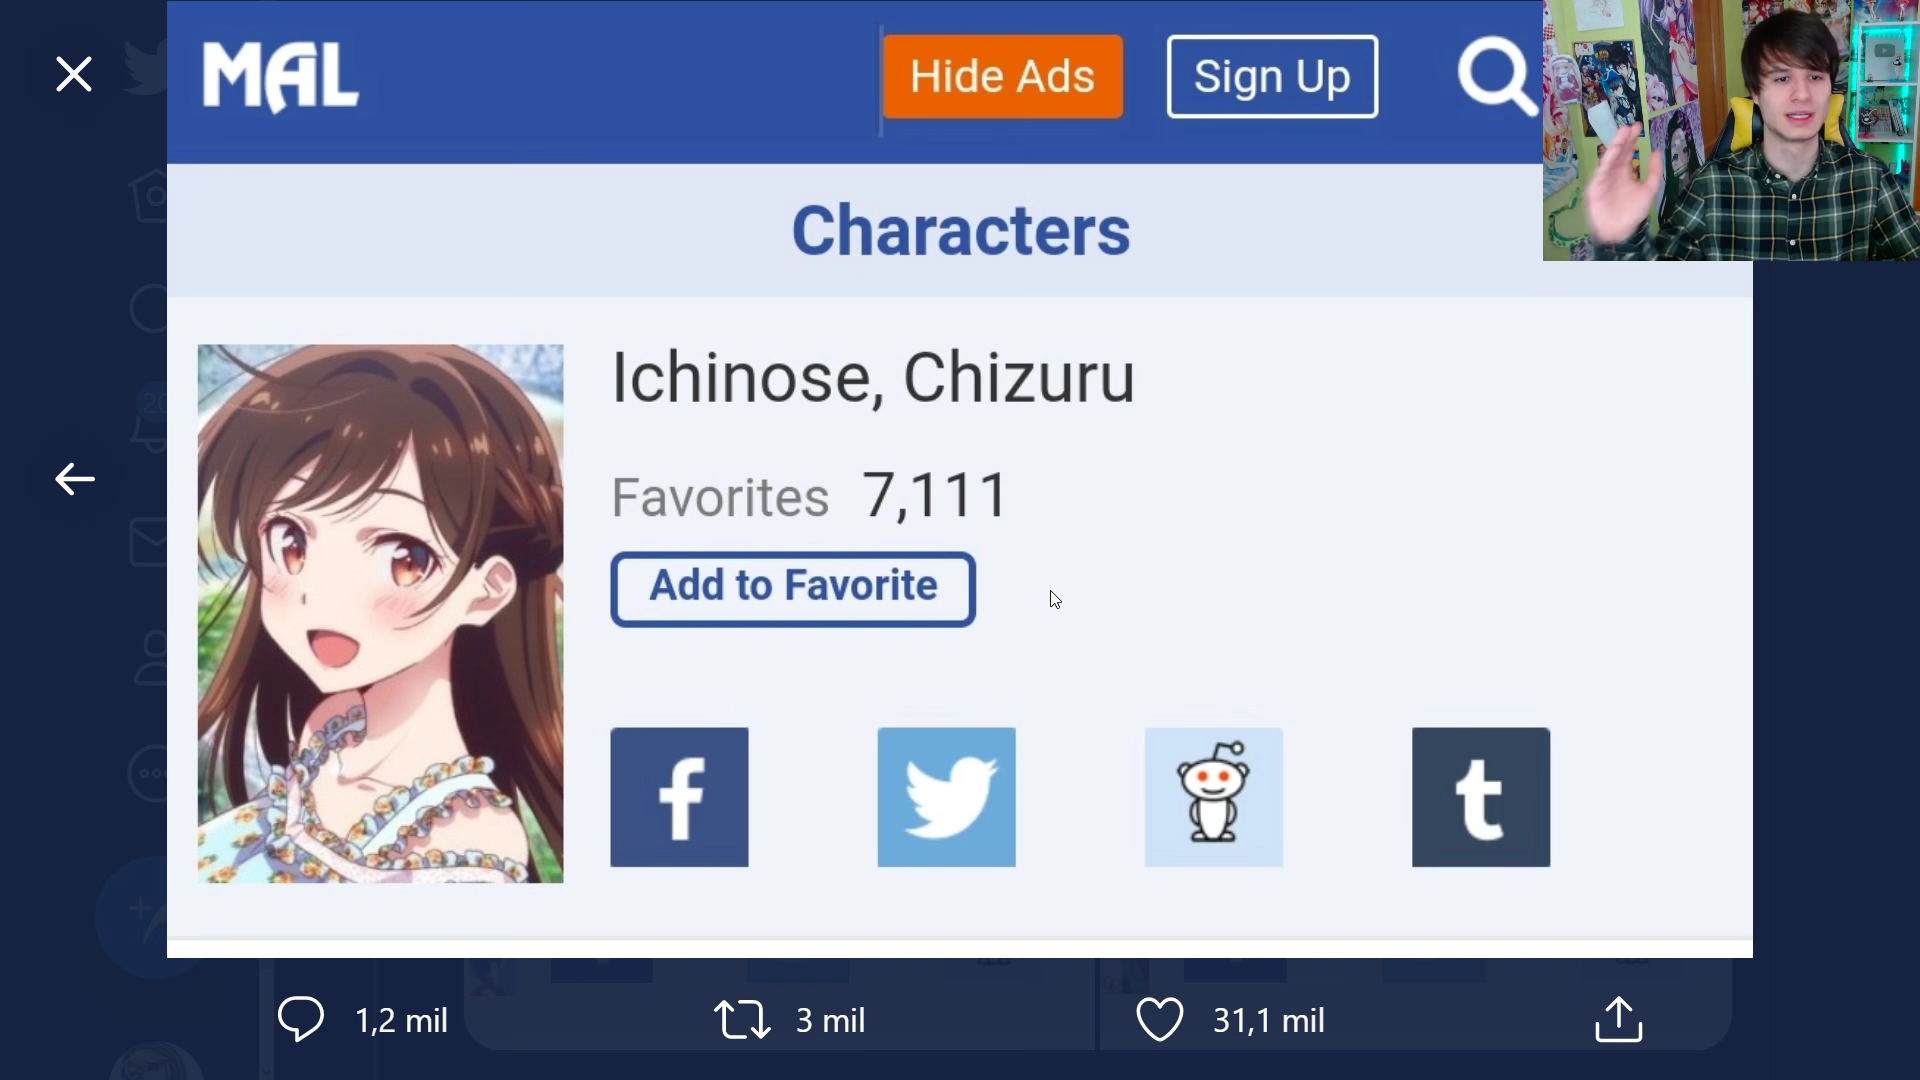 MAL
Hide Ads
Sign Up
Characters
Ichinose, Chizuru
Favorites 7,111
Add to Favorite
20
1,2 mil
3 mil
31,1 mil